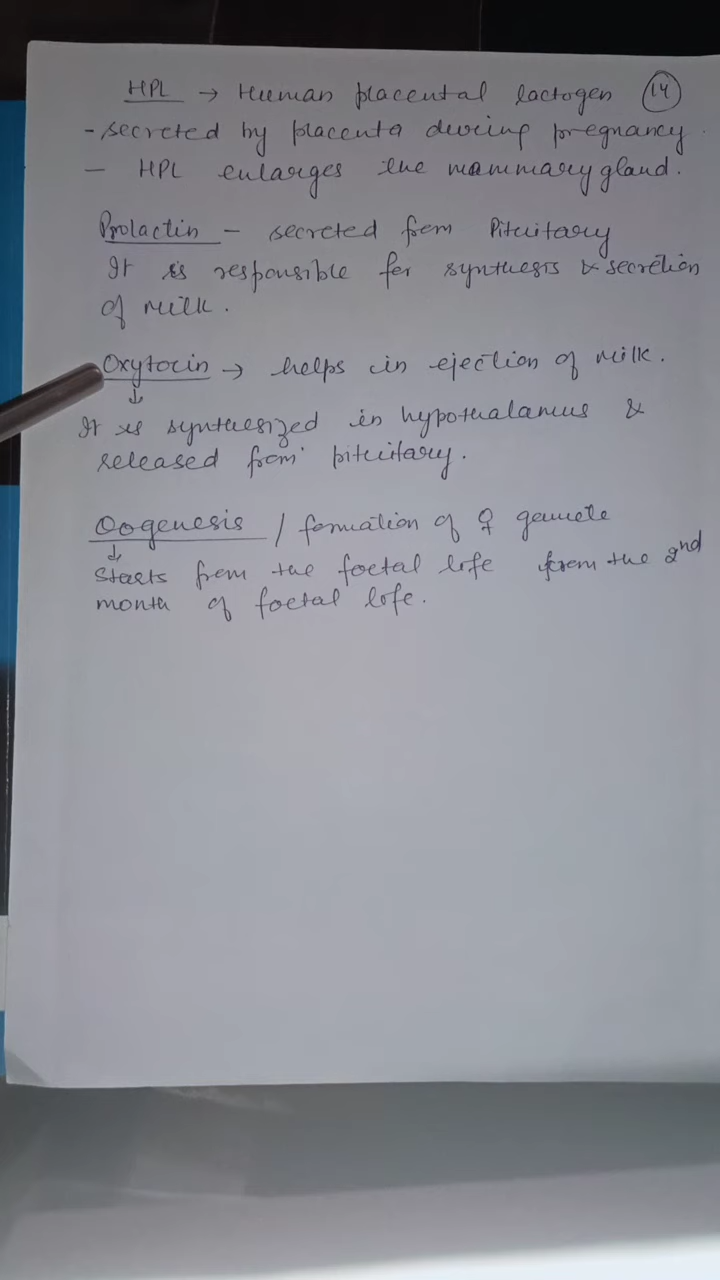 HPL → Human placental lactogen (14)
- secreted by placenta during pregnancy.
- HPL enlarges the mammary gland.
Prolactin - secreted from Pituitary
It is responsible for synthesis & secretion
of milk.
Oxytocin → helps in ejection of milk.
↓
It is synthesized in hypothalamus &
released from pituitary.
Oogenesis / formation of ♀ gamete
↓
Starts from the foetal life from the 2nd
month of foetal life.